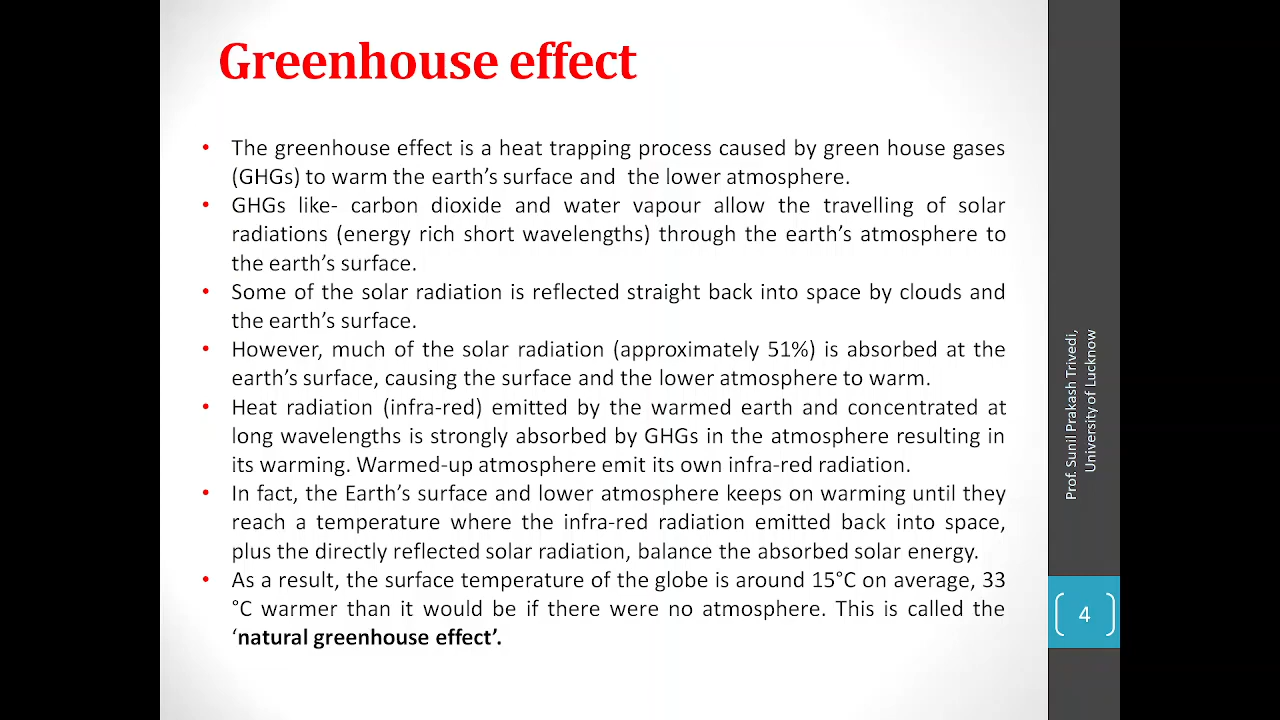 Greenhouse effect
• The greenhouse effect is a heat trapping process caused by green house gases
(GHGs) to warm the earth’s surface and the lower atmosphere.
• GHGs like- carbon dioxide and water vapour allow the travelling of solar
radiations (energy rich short wavelengths) through the earth’s atmosphere to
the earth’s surface.
• Some of the solar radiation is reflected straight back into space by clouds and
the earth’s surface.
• However, much of the solar radiation (approximately 51%) is absorbed at the
earth’s surface, causing the surface and the lower atmosphere to warm.
• Heat radiation (infra-red) emitted by the warmed earth and concentrated at
long wavelengths is strongly absorbed by GHGs in the atmosphere resulting in
its warming. Warmed-up atmosphere emit its own infra-red radiation.
• In fact, the Earth’s surface and lower atmosphere keeps on warming until they
reach a temperature where the infra-red radiation emitted back into space,
plus the directly reflected solar radiation, balance the absorbed solar energy.
• As a result, the surface temperature of the globe is around 15°C on average, 33
°C warmer than it would be if there were no atmosphere. This is called the
‘natural greenhouse effect’.
Prof. Sunil Prakash Trivedi,
University of Lucknow
4